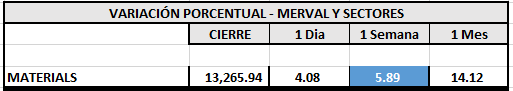 VARIACIÓN PORCENTUAL - MERVAL Y SECTORES
CIERRE 1 Dia 1 Semana 1 Mes
MATERIALS 13,265.94 4.08 5.89 14.12